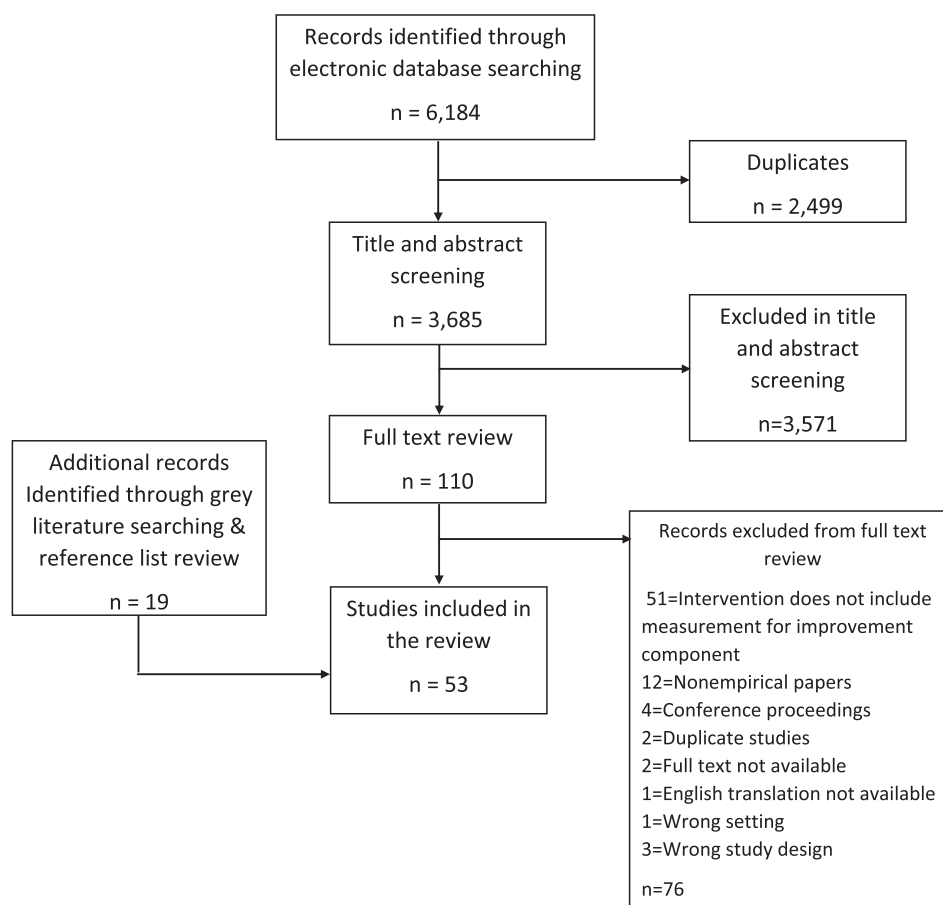 Records identified through
electronic database searching
n = 6,184
Duplicates
n = 2,499
Title and abstract
screening
n = 3,685
Excluded in title
and abstract
screening
n=3,571
Full text review
n = 110
Additional records
Identified through grey
literature searching &
reference list review
n = 19
Records excluded from full text
review
51=Intervention does not include
measurement for improvement
component
12=Nonempirical papers
4=Conference proceedings
2=Duplicate studies
2=Full text not available
1=English translation not available
1=Wrong setting
3=Wrong study design
n=76
Studies included in
the review
n = 53